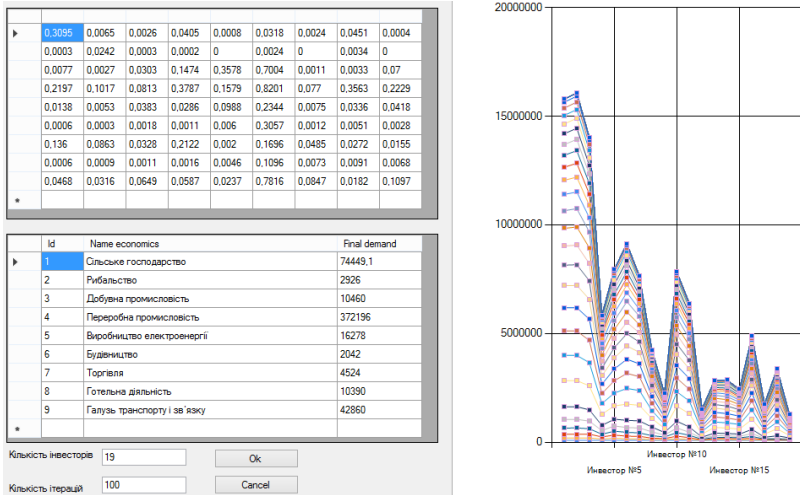 0,3095 0,0065 0,0026 0,0405 0,0008 0,0318 0,0024 0,0451 0,0004
0,0003 0,0242 0,0003 0,0002 0 0,0024 0 0,0034 0
0,0077 0,0027 0,0303 0,1474 0,3578 0,7004 0,0011 0,0033 0,07
0,2197 0,1017 0,0813 0,3787 0,1579 0,8201 0,077 0,3563 0,2229
0,0138 0,0053 0,0383 0,0286 0,0988 0,2344 0,0075 0,0336 0,0418
0,0006 0,0003 0,0018 0,0011 0,006 0,3057 0,0012 0,0051 0,0028
0,136 0,0863 0,0328 0,2122 0,002 0,1696 0,0485 0,0272 0,0155
0,0006 0,0009 0,0011 0,0016 0,0046 0,1096 0,0073 0,0091 0,0068
0,0468 0,0316 0,0649 0,0587 0,0237 0,7816 0,0847 0,0182 0,1097
Id Name economics Final demand
1 Сільське господарство 74449,1
2 Рибальство 2926
3 Добувна промисловість 10460
4 Переробна промисловість 372196
5 Виробництво електроенергії 16278
6 Будівництво 2042
7 Торгівля 4524
8 Готельна діяльність 10390
9 Галузь транспорту і зв'язку 42860
Кількість інвесторів 19 Ok
Кількість ітерацій 100 Cancel
20000000
15000000
10000000
5000000
0
Инвестор №5
Инвестор №10
Инвестор №15